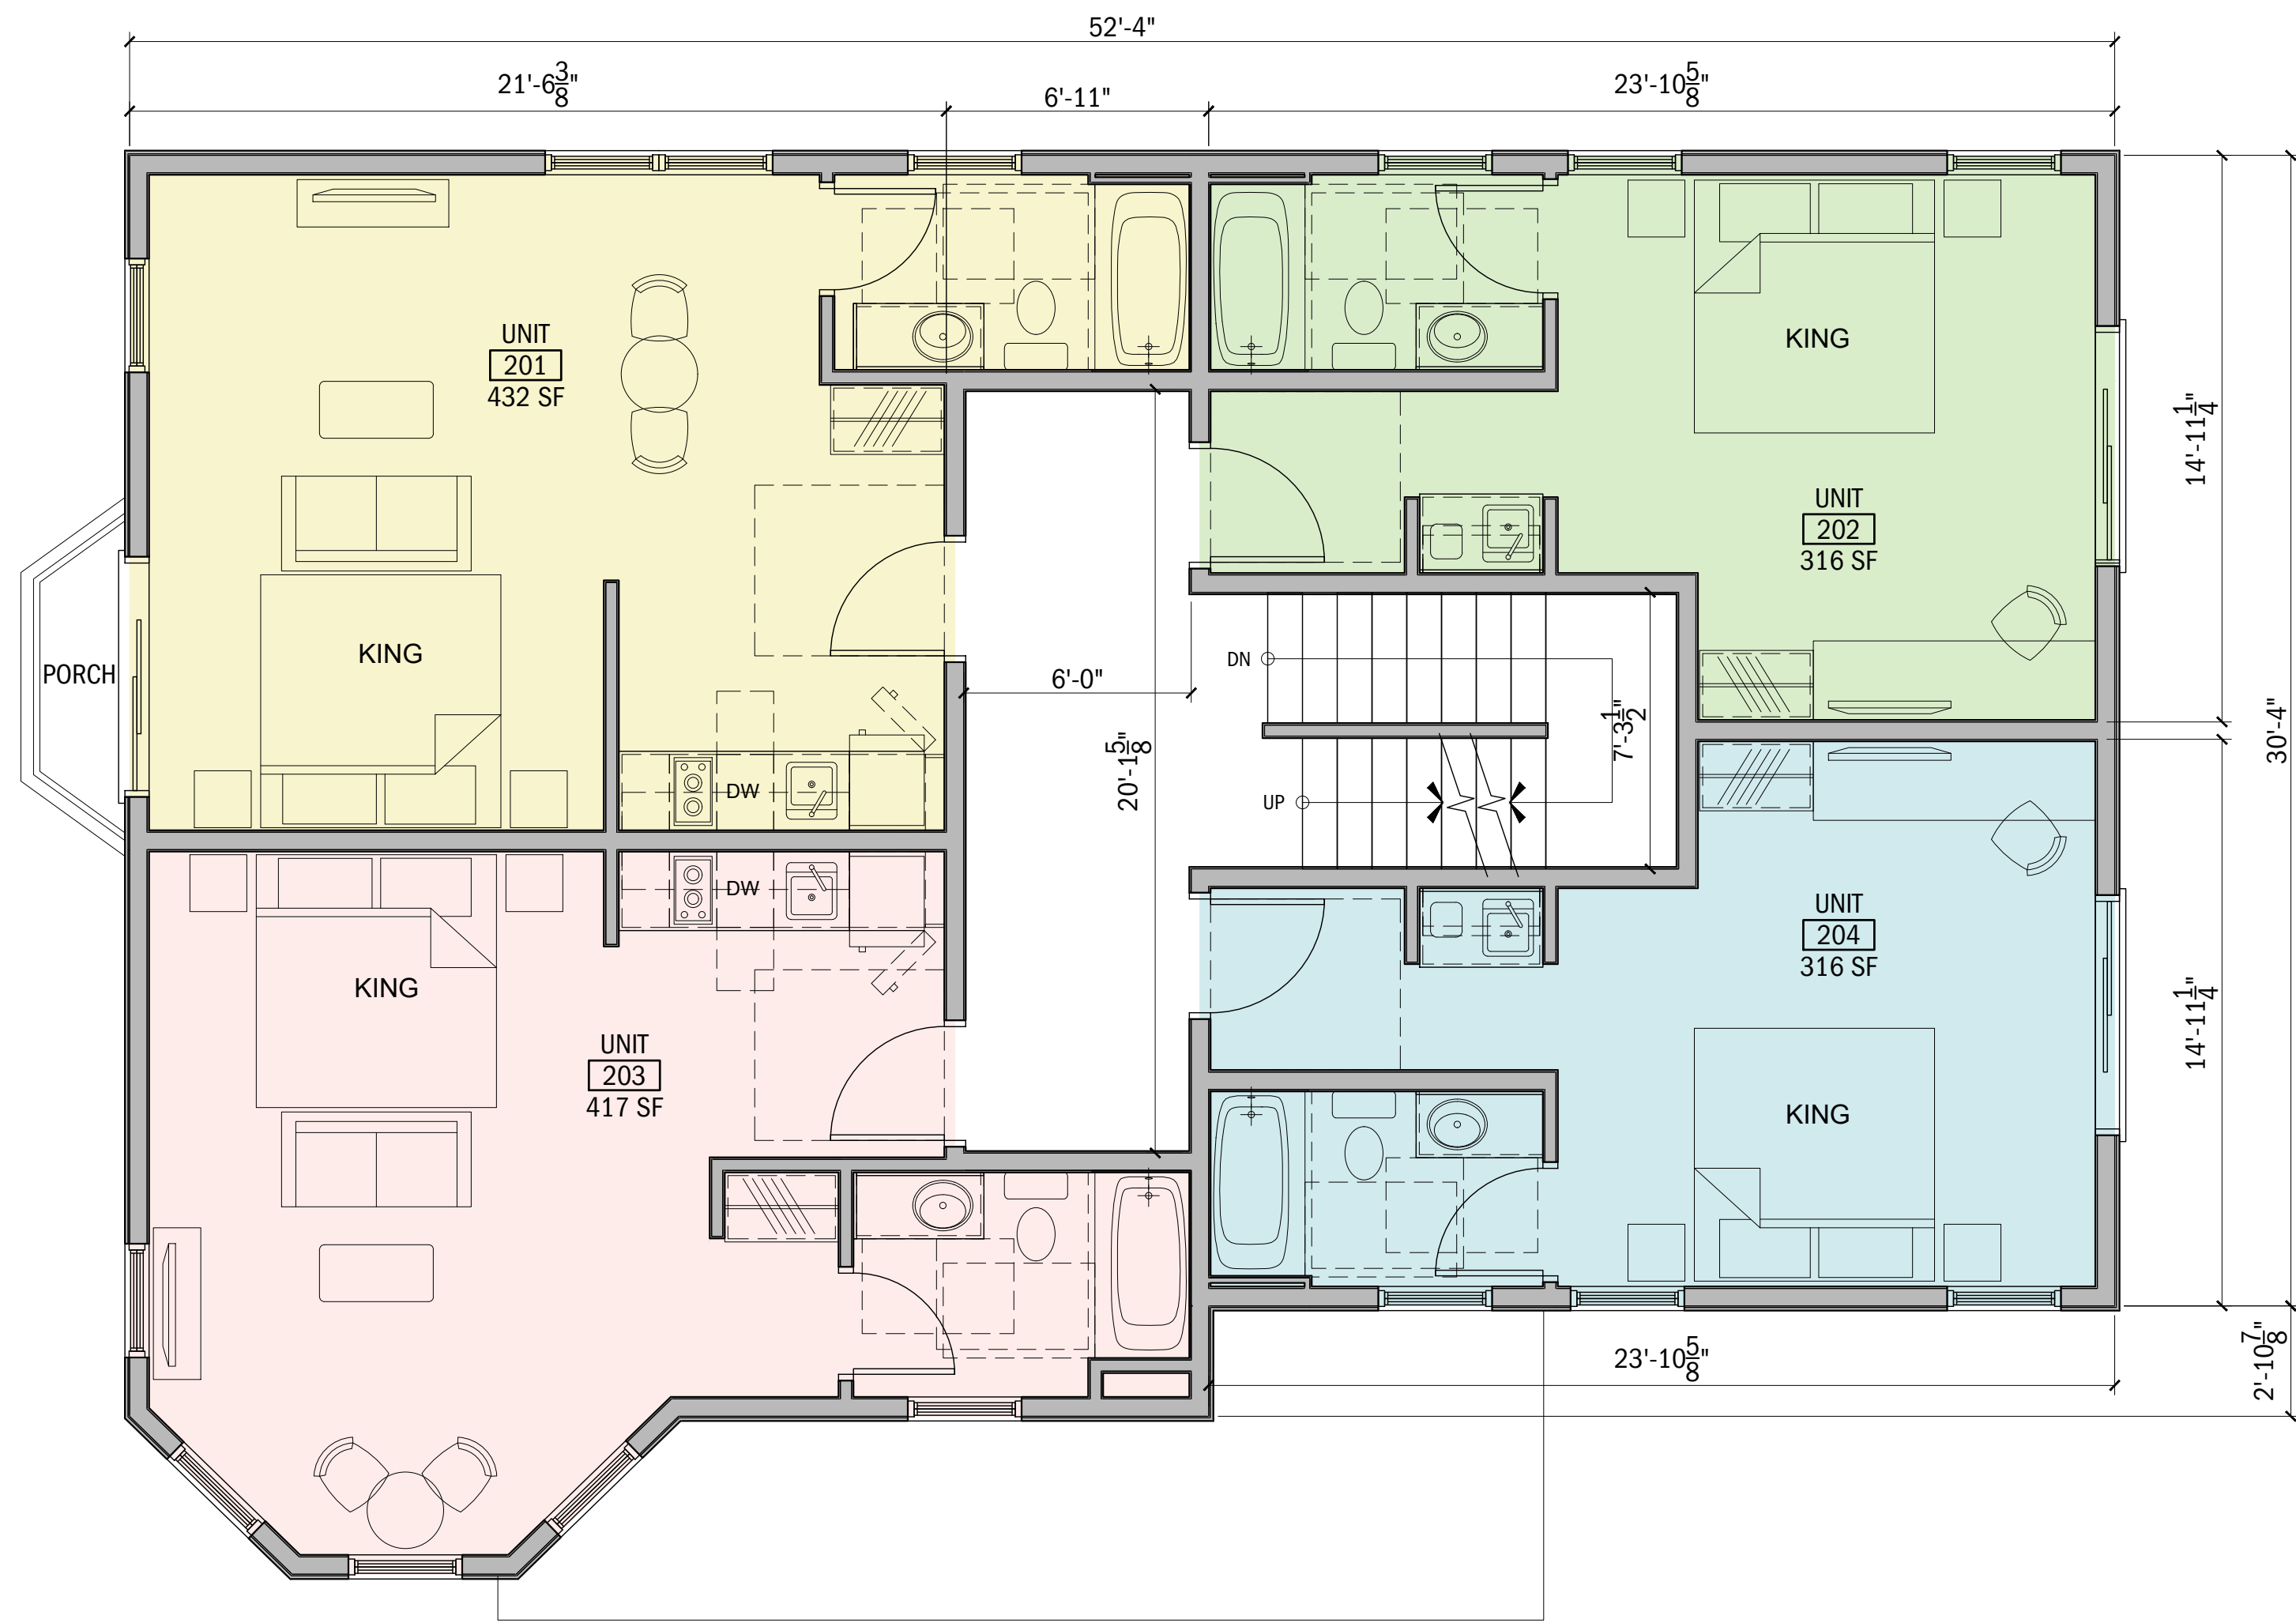 52'-4"
21'-6 3/8"
6'-11"
23'-10 5/8"
UNIT
201
432 SF
KING
14'-11 1/4"
UNIT
202
316 SF
KING
PORCH
DN
6'-0"
7'-3 1/2"
30'-4"
20'-1 5/8"
DW
UP
DW
UNIT
204
316 SF
KING
14'-11 1/4"
UNIT
203
417 SF
KING
23'-10 5/8"
2'-10 7/8"